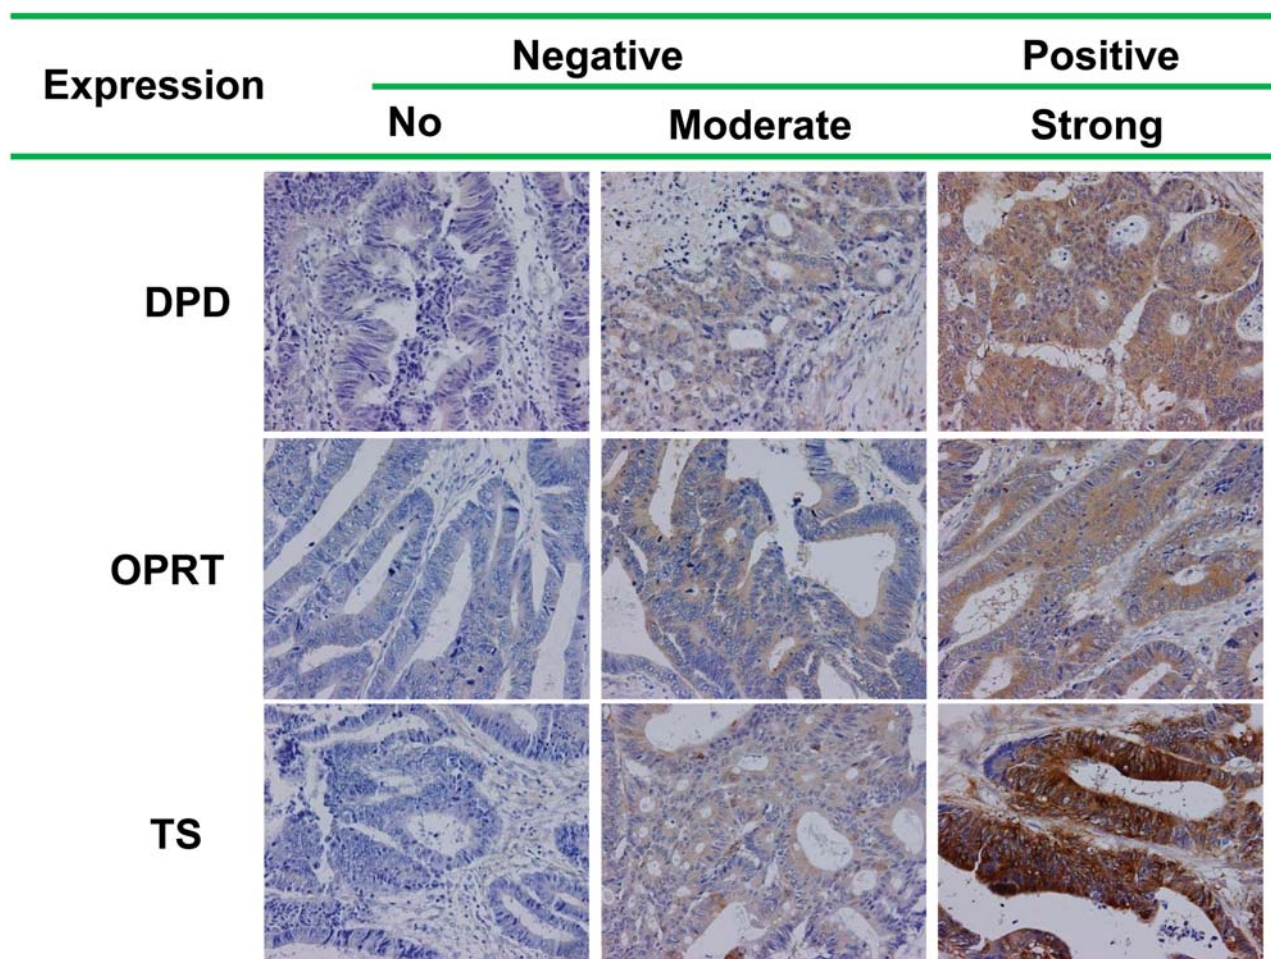 Expression
Negative
Positive
No
Moderate
Strong
DPD
OPRT
TS